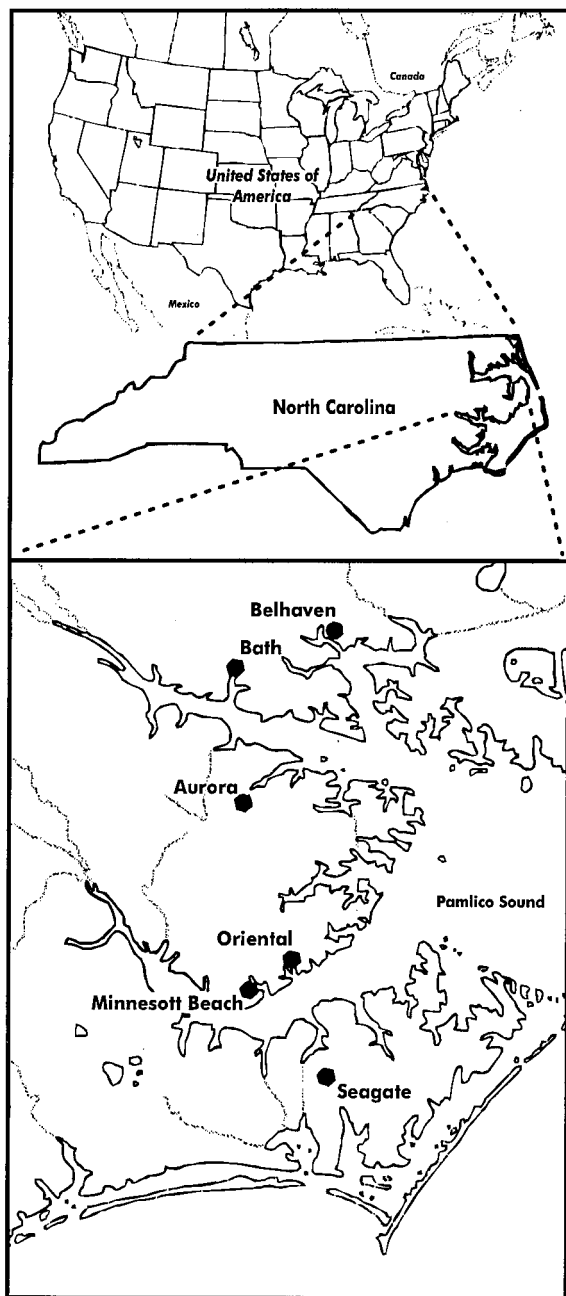 Canada
United States of
America
Mexico
North Carolina
Belhaven
Bath
Aurora
Pamlico Sound
Oriental
Minnesott Beach
Seagate